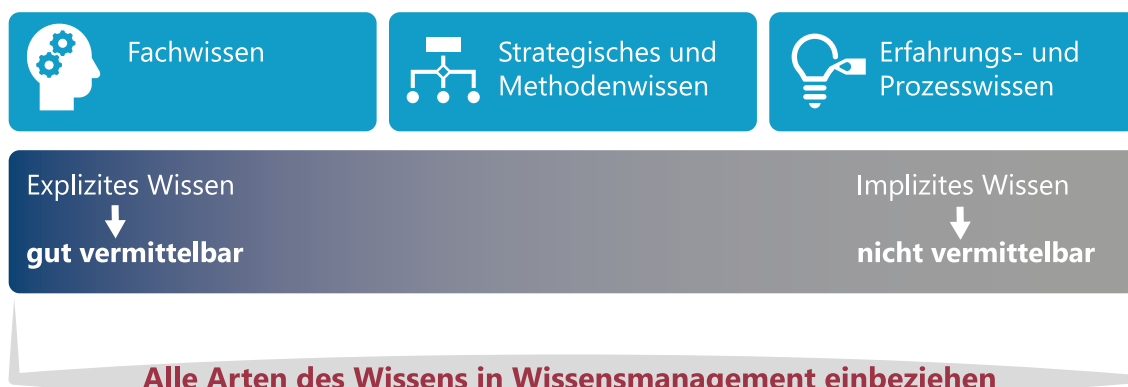 Fachwissen
Strategisches und
Methodenwissen
Erfahrungs- und
Prozesswissen
Explizites Wissen
gut vermittelbar
Implizites Wissen
nicht vermittelbar
Alle Arten des Wissens in Wissensmanagement einbeziehen